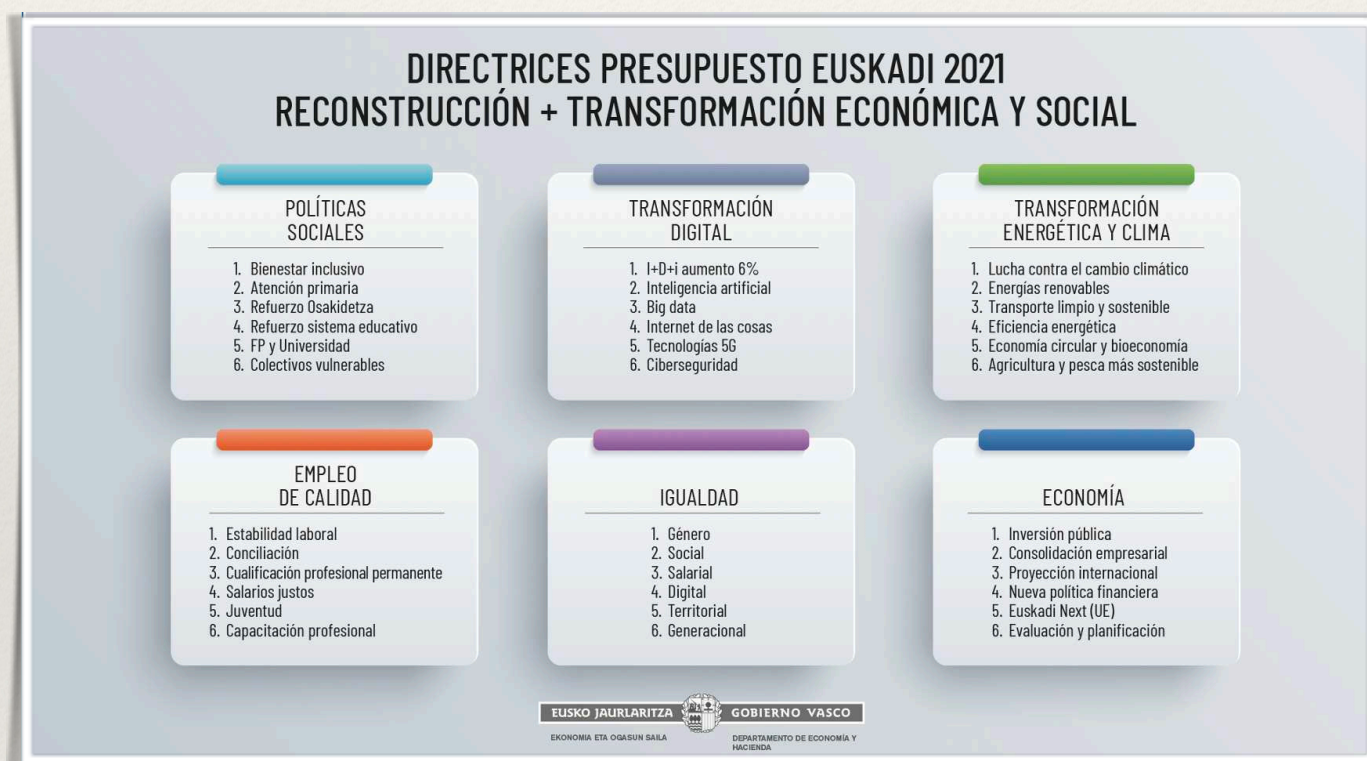 DIRECTRICES PRESUPUESTO EUSKADI 2021
RECONSTRUCCIÓN + TRANSFORMACIÓN ECONÓMICA Y SOCIAL
POLÍTICAS
SOCIALES
1. Bienestar inclusivo
2. Atención primaria
3. Refuerzo Osakidetza
4. Refuerzo sistema educativo
5. FP y Universidad
6. Colectivos vulnerables
TRANSFORMACIÓN
DIGITAL
1. I+D+i aumento 6%
2. Inteligencia artificial
3. Big data
4. Internet de las cosas
5. Tecnologías 5G
6. Ciberseguridad
TRANSFORMACIÓN
ENERGÉTICA Y CLIMA
1. Lucha contra el cambio climático
2. Energías renovables
3. Transporte limpio y sostenible
4. Eficiencia energética
5. Economía circular y bioeconomía
6. Agricultura y pesca más sostenible
EMPLEO
DE CALIDAD
1. Estabilidad laboral
2. Conciliación
3. Cualificación profesional permanente
4. Salarios justos
5. Juventud
6. Capacitación profesional
IGUALDAD
1. Género
2. Social
3. Salarial
4. Digital
5. Territorial
6. Generacional
ECONOMÍA
1. Inversión pública
2. Consolidación empresarial
3. Proyección internacional
4. Nueva política financiera
5. Euskadi Next (UE)
6. Evaluación y planificación
EUSKO JAURLARITZA GOBIERNO VASCO
EKONOMIA ETA OGASUN SAILA
DEPARTAMENTO DE ECONOMÍA Y
HACIENDA